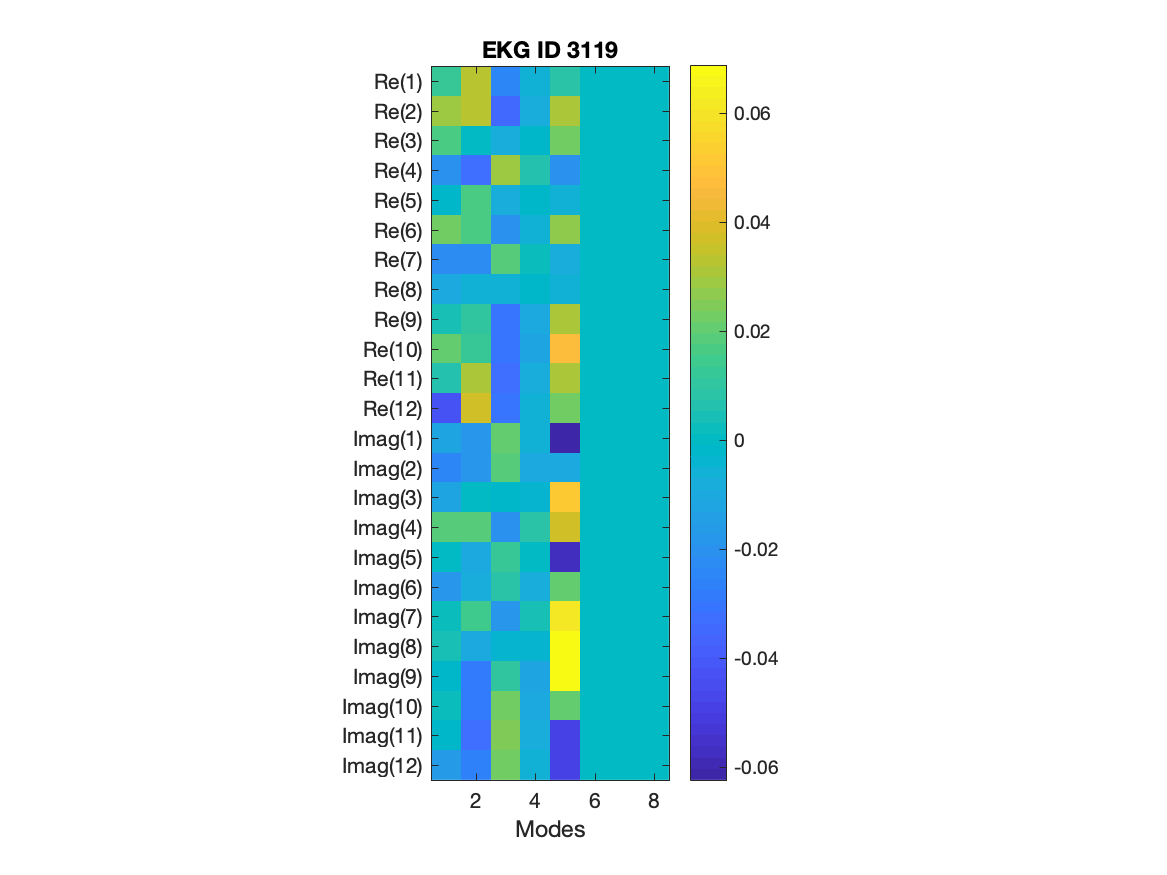 EKG ID 3119
Re(1)
Re(2)
Re(3)
Re(4)
Re(5)
Re(6)
Re(7)
Re(8)
Re(9)
Re(10)
Re(11)
Re(12)
Imag(1)
Imag(2)
Imag(3)
Imag(4)
Imag(5)
Imag(6)
Imag(7)
Imag(8)
Imag(9)
Imag(10)
Imag(11)
Imag(12)
2 4 6 8
Modes
0.06
0.04
0.02
0
-0.02
-0.04
-0.06